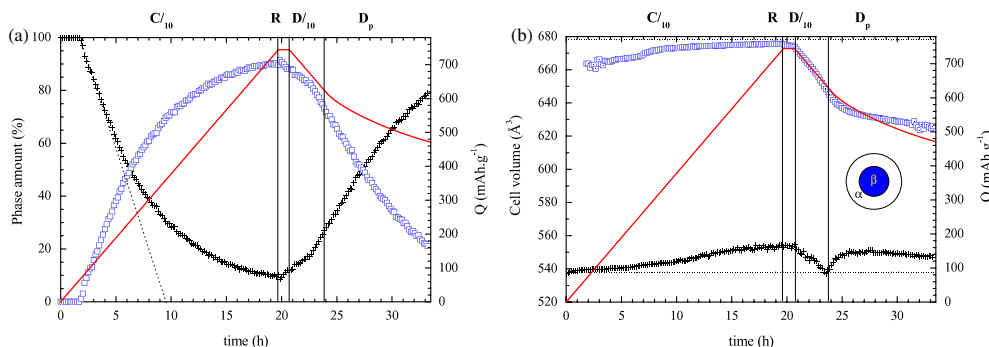 C/10 R D/10 Dp
(a)
100
80
60
40
20
0
Phase amount (%)
0 5 10 15 20 25 30
time (h)
700
600
500
400
300
200
100
0
Q (mAh.g-1)
C/10 R D/10 Dp
(b)
680
660
640
620
600
580
560
540
520
Cell volume (Å3)
0 5 10 15 20 25 30
time (h)
β
α
700
600
500
400
300
200
100
0
Q (mAh.g-1)